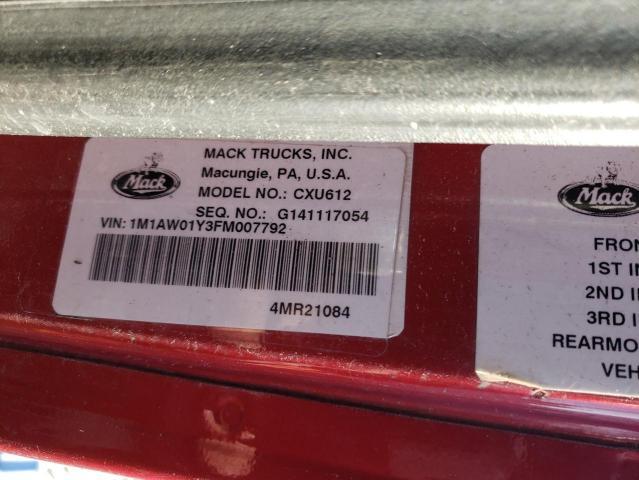 MACK TRUCKS, INC.
Macungie, PA, U.S.A.
Mack
MODEL NO.: CXU612
SEQ. NO.: G141117054
VIN: 1M1AW01Y3FM007792
4MR21084
Mack
FRON
1ST IN
2ND I
3RD I
REARMO
VEH